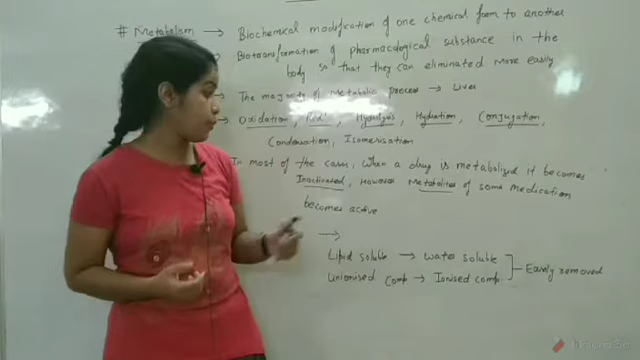 # Metabolism → Biochemical modification of one chemical form to another
Biotransformation of pharmacological substance in the
body so that they can eliminated more easily
→ The majority of Metabolic process → Liver
→ Oxidation, Redⁿ, Hydrolysis, Hydration, Conjugation,
Condensation, Isomerisation
In most of the cases, when a drug is metabolized it becomes
Inactivated, However Metabolites of some medication
becomes active
→
Lipid soluble → water soluble
Unionised comp → Ionised comp.
Easily removed